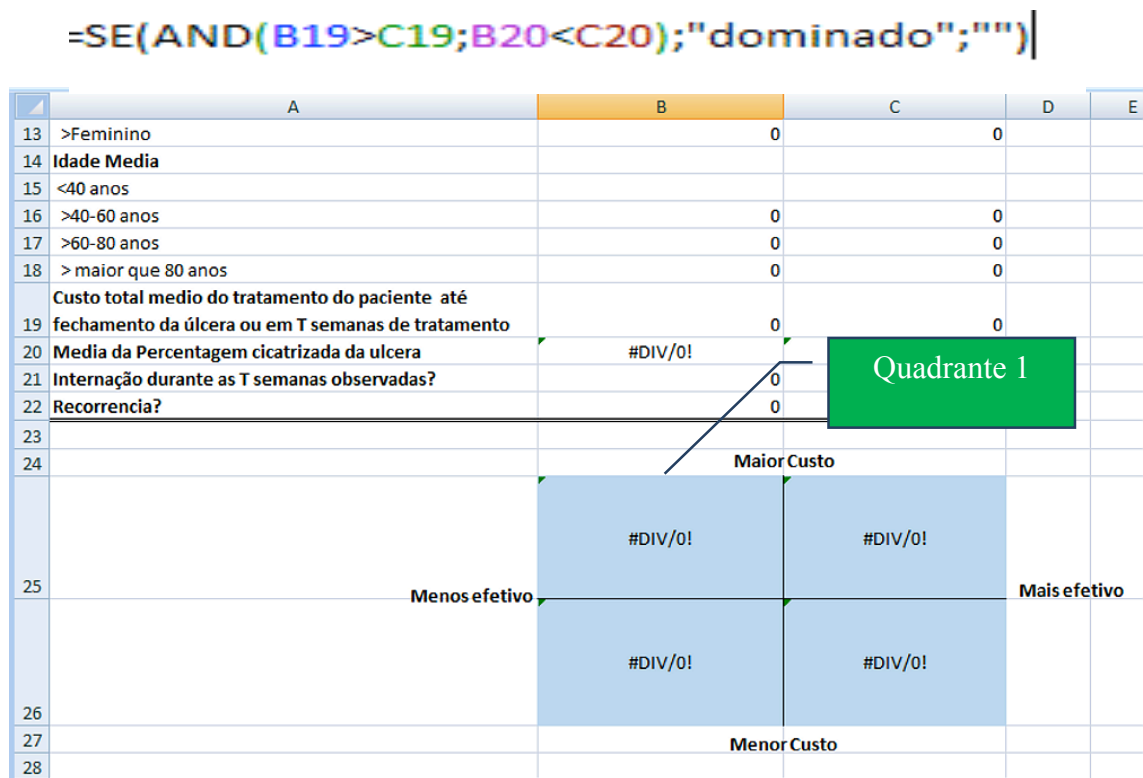 =SE(AND(B19>C19;B20<C20);"dominado";"")
A B C D E
13 >Feminino 0 0
14 Idade Media
15 <40 anos
16 >40-60 anos 0 0
17 >60-80 anos 0 0
18 > maior que 80 anos 0 0
Custo total medio do tratamento do paciente até
19 fechamento da úlcera ou em T semanas de tratamento 0 0
20 Media da Percentagem cicatrizada da ulcera #DIV/0!
Quadrante 1
21 Internação durante as T semanas observadas? 0
22 Recorrencia? 0
23
24 Maior Custo
#DIV/0! #DIV/0!
25 Menos efetivo Mais efetivo
#DIV/0! #DIV/0!
26
27 Menor Custo
28